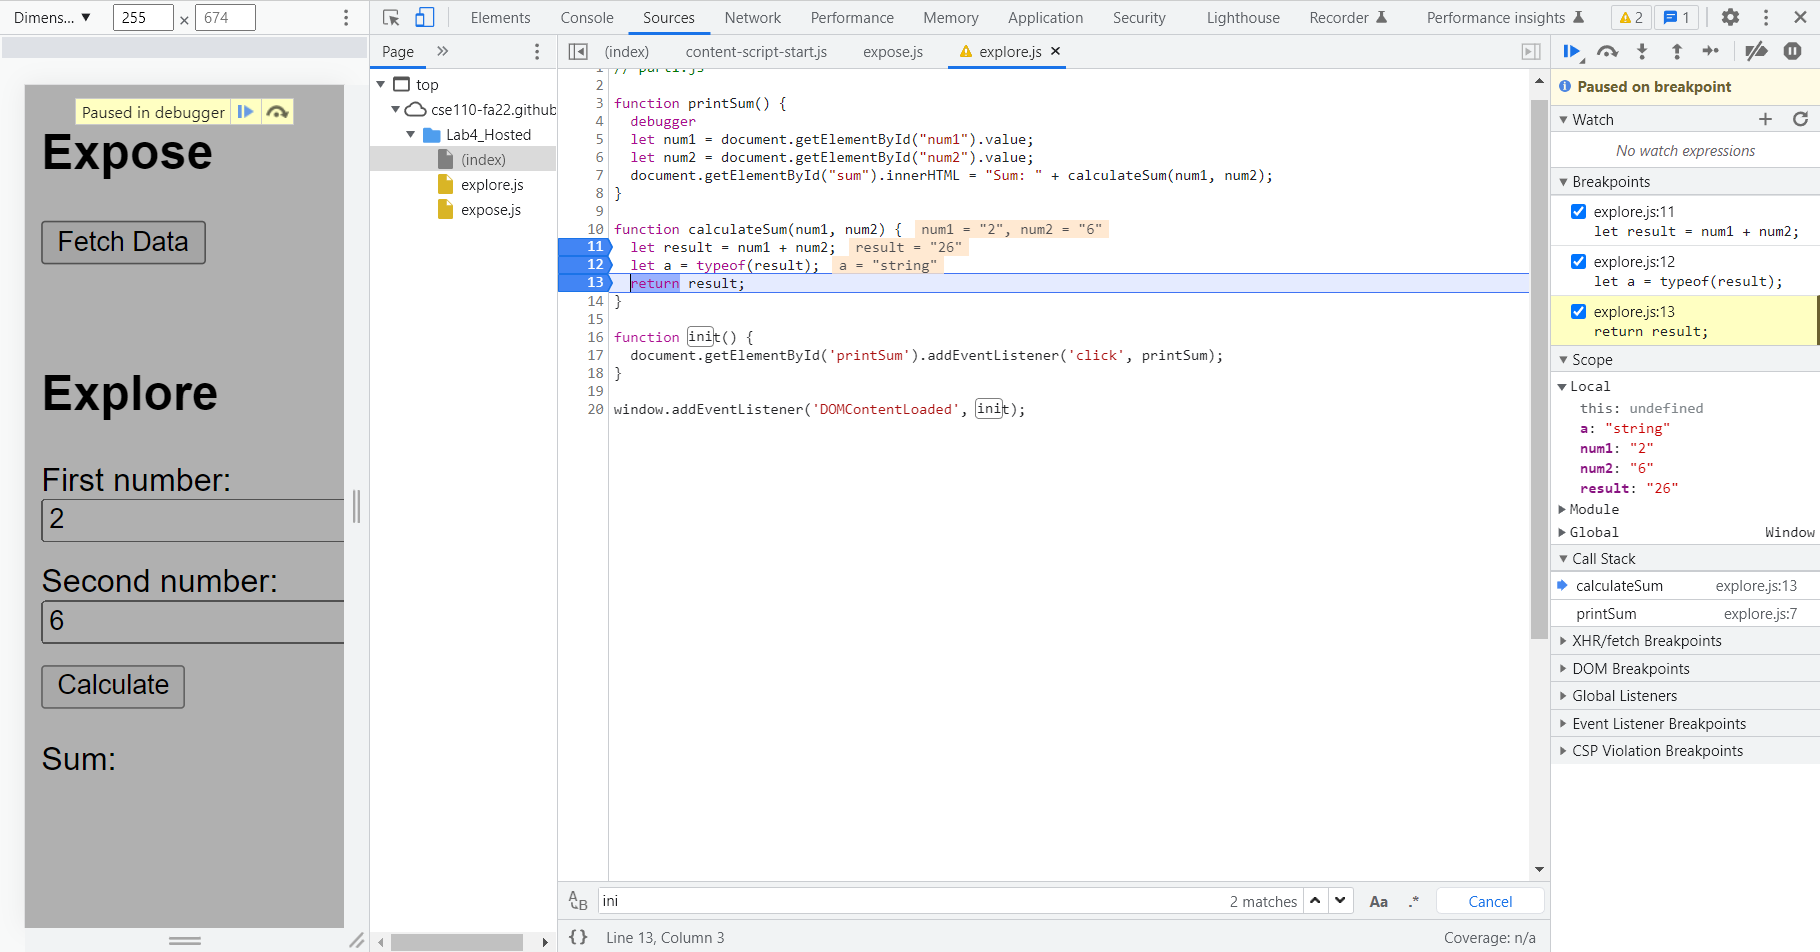 Dimens... ▼ 255 × 674
Elements Console Sources Network Performance Memory Application Security Lighthouse Recorder Performance insights 2 1
Page » (index) content-script-start.js expose.js explore.js ×
Paused in debugger
Expose
Fetch Data
Explore
First number:
2
Second number:
6
Calculate
Sum:
top
cse110-fa22.github
Lab4_Hosted
(index)
explore.js
expose.js
1 // part1.js
2
3 function printSum() {
4 debugger
5 let num1 = document.getElementById("num1").value;
6 let num2 = document.getElementById("num2").value;
7 document.getElementById("sum").innerHTML = "Sum: " + calculateSum(num1, num2);
8 }
9
10 function calculateSum(num1, num2) { num1 = "2", num2 = "6"
11 let result = num1 + num2; result = "26"
12 let a = typeof(result); a = "string"
13 return result;
14 }
15
16 function init() {
17 document.getElementById('printSum').addEventListener('click', printSum);
18 }
19
20 window.addEventListener('DOMContentLoaded', init);
ini 2 matches Aa .* Cancel
{} Line 13, Column 3 Coverage: n/a
Paused on breakpoint
Watch
No watch expressions
Breakpoints
explore.js:11
let result = num1 + num2;
explore.js:12
let a = typeof(result);
explore.js:13
return result;
Scope
Local
this: undefined
a: "string"
num1: "2"
num2: "6"
result: "26"
Module
Global Window
Call Stack
calculateSum explore.js:13
printSum explore.js:7
XHR/fetch Breakpoints
DOM Breakpoints
Global Listeners
Event Listener Breakpoints
CSP Violation Breakpoints